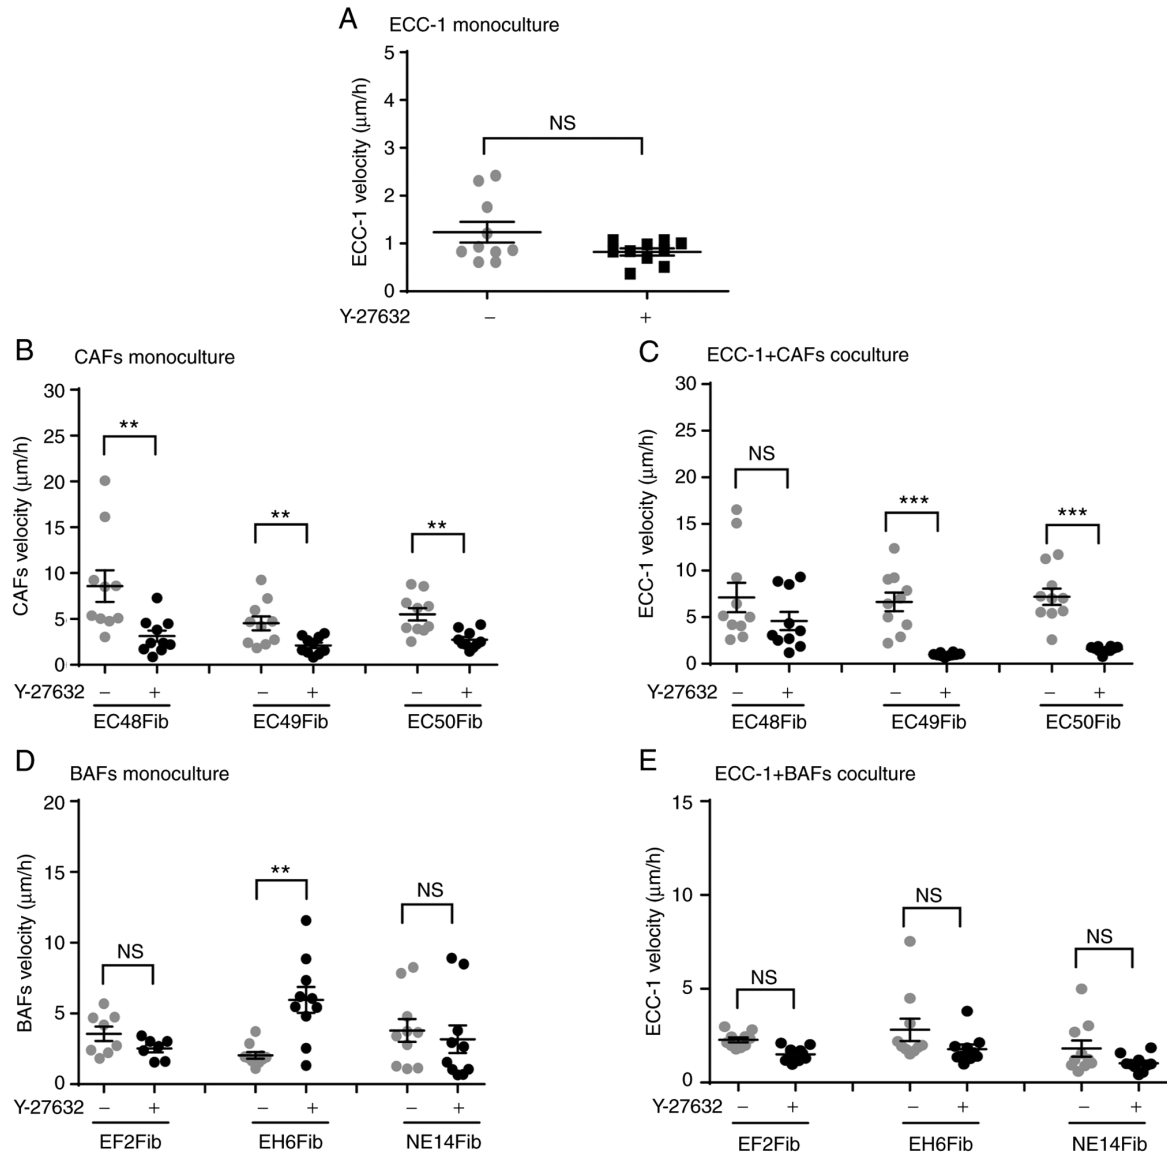 A ECC-1 monoculture
5
4
3
2
1
0
ECC-1 velocity (µm/h)
NS
Y-27632 – +
B CAFs monoculture
30
25
20
15
10
5
0
CAFs velocity (µm/h)
** ** **
Y-27632 – + – + – +
EC48Fib EC49Fib EC50Fib
C ECC-1+CAFs coculture
30
25
20
15
10
5
0
ECC-1 velocity (µm/h)
NS *** ***
Y-27632 – + – + – +
EC48Fib EC49Fib EC50Fib
D BAFs monoculture
20
15
10
5
0
BAFs velocity (µm/h)
NS ** NS
Y-27632 – + – + – +
EF2Fib EH6Fib NE14Fib
E ECC-1+BAFs coculture
15
10
5
0
ECC-1 velocity (µm/h)
NS NS NS
Y-27632 – + – + – +
EF2Fib EH6Fib NE14Fib